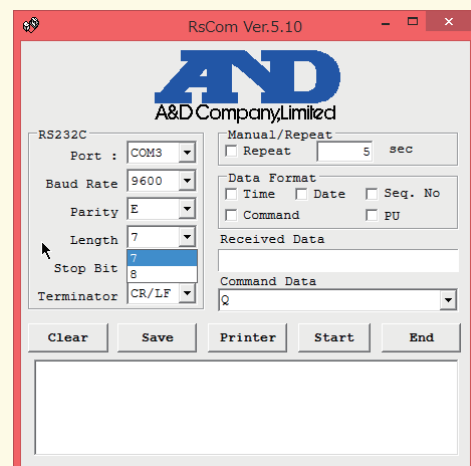 RsCom Ver.5.10
AND
A&D Company,Limited
RS232C
Port : COM3
Baud Rate 9600
Parity E
Length 7
7
8
Stop Bit
Terminator CR/LF
Manual/Repeat
Repeat 5 sec
Data Format
Time Date Seq. No
Command PU
Received Data
Command Data
Q
Clear Save Printer Start End